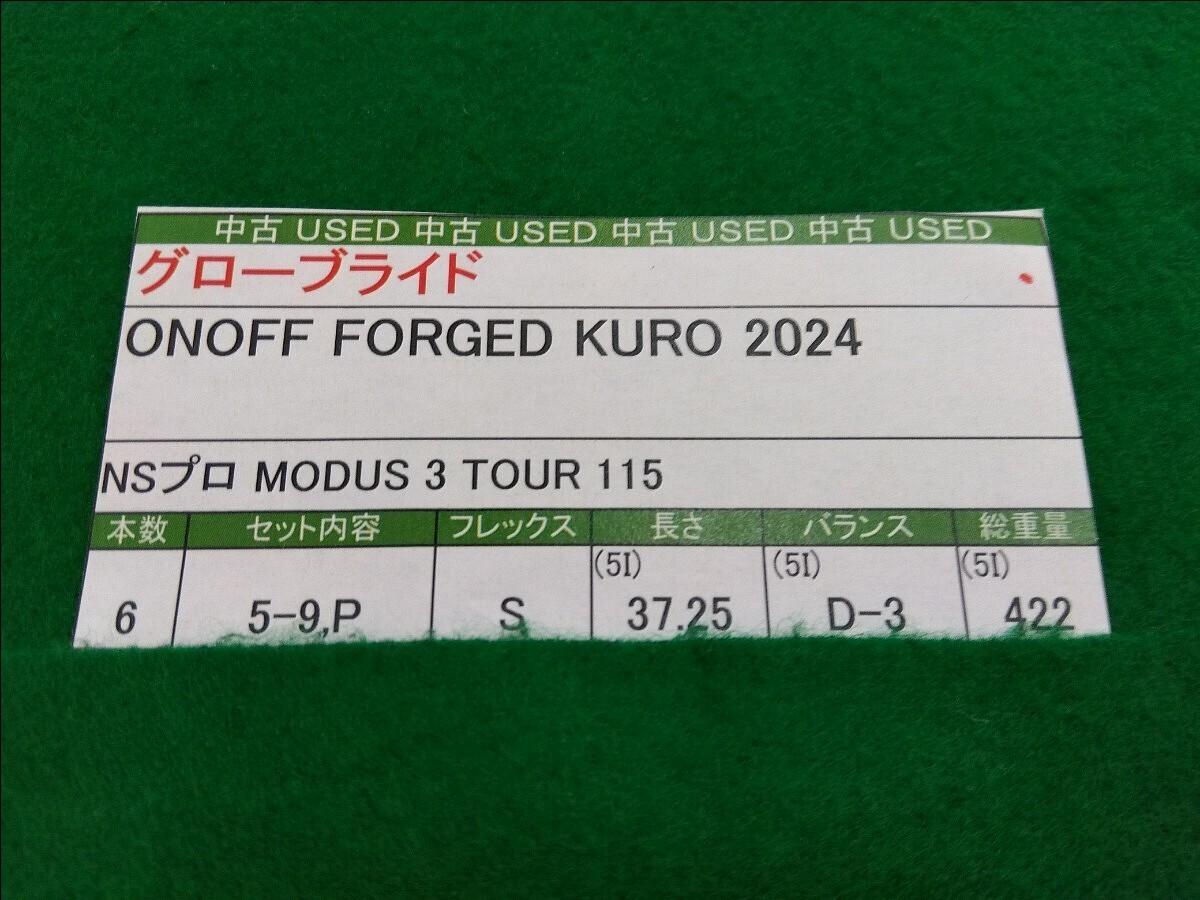 中古 USED 中古 USED 中古 USED 中古 USED
グローブライド
ONOFF FORGED KURO 2024
NSプロ MODUS 3 TOUR 115
本数 セット内容 フレックス 長さ バランス 総重量
(5I) (5I) (5I)
6 5-9,P S 37.25 D-3 422